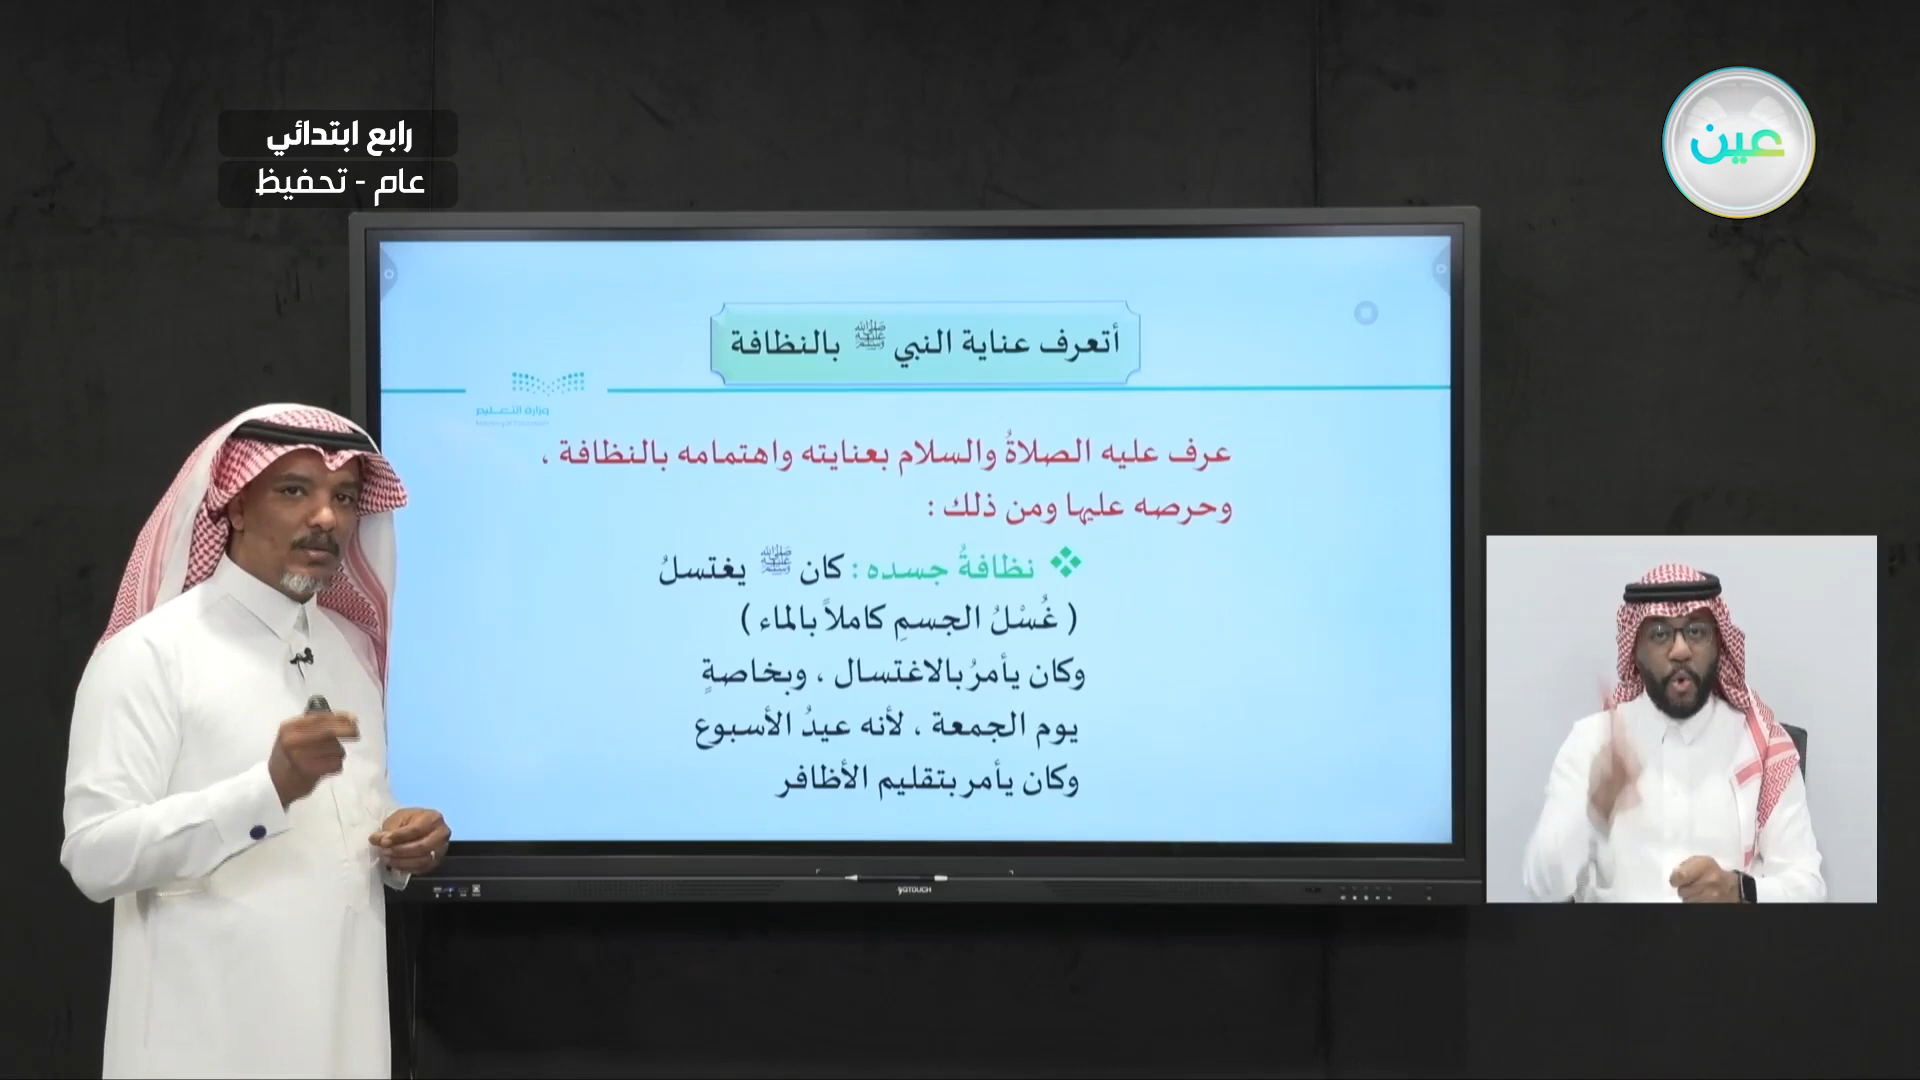 رابع ابتدائي
عام - تحفيظ
عين
أتعرف عناية النبي ﷺ بالنظافة
وزارة التعليم
عرف عليه الصلاةُ والسلام بعنايته واهتمامه بالنظافة ،
وحرصه عليها ومن ذلك :
❖ نظافةُ جسده : كان ﷺ يغتسلُ
( غُسْلُ الجسمِ كاملاً بالماء )
وكان يأمرُ بالاغتسال ، وبخاصةٍ
يوم الجمعة ، لأنه عيدُ الأسبوع
وكان يأمر بتقليم الأظافر